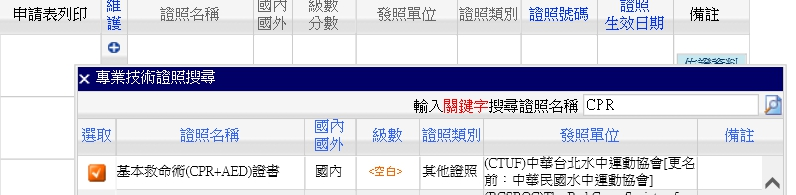 申請表列印 維護 證照名稱 國內國外 級數分數 發照單位 證照類別 證照號碼 證照生效日期 備註
佐證資料
專業技術證照搜尋
輸入關鍵字搜尋證照名稱 CPR
選取 證照名稱 國內國外 級數 證照類別 發照單位 備註
基本救命術(CPR+AED)證書 國內 <空白> 其他證照 (CTUF)中華台北水中運動協會[更名
前：中華民國水中運動協會]